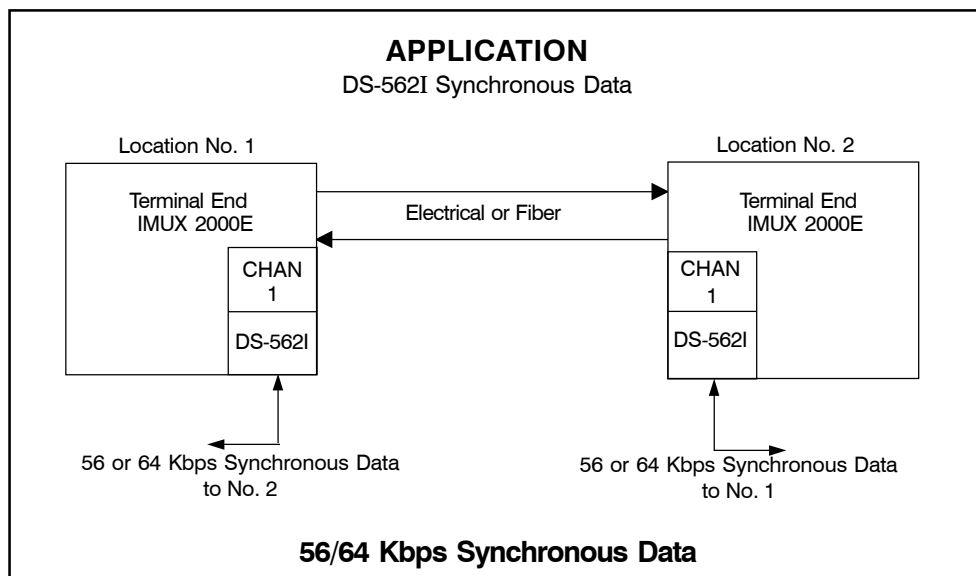 APPLICATION
DS-562I Synchronous Data
Location No. 1
Location No. 2
Terminal End
IMUX 2000E
Electrical or Fiber
Terminal End
IMUX 2000E
CHAN
1
DS-562I
CHAN
1
DS-562I
56 or 64 Kbps Synchronous Data
to No. 2
56 or 64 Kbps Synchronous Data
to No. 1
56/64 Kbps Synchronous Data